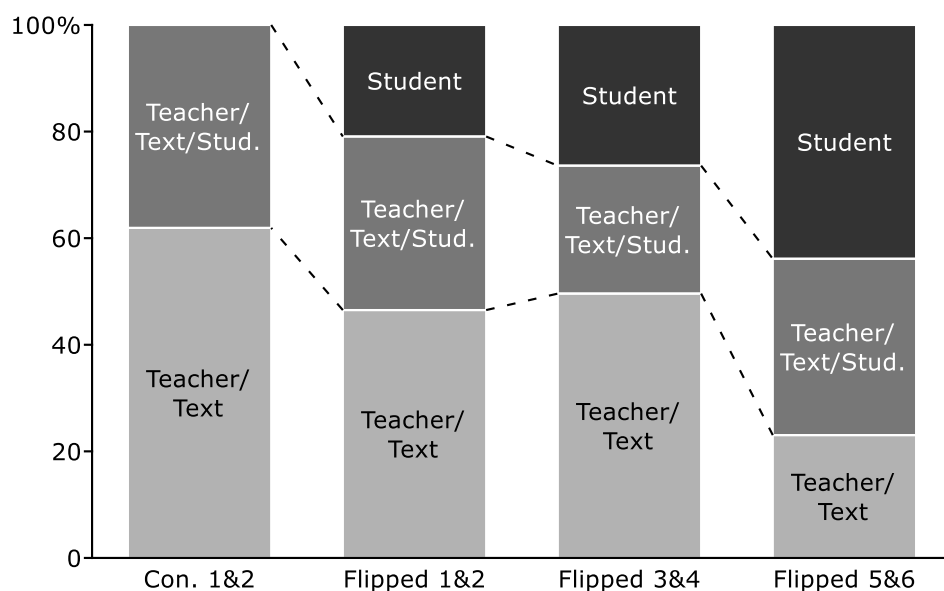 100%
80
60
40
20
0
Teacher/
Text/Stud.
Teacher/
Text
Student
Teacher/
Text/Stud.
Teacher/
Text
Student
Teacher/
Text/Stud.
Teacher/
Text
Student
Teacher/
Text/Stud.
Teacher/
Text
Con. 1&2
Flipped 1&2
Flipped 3&4
Flipped 5&6